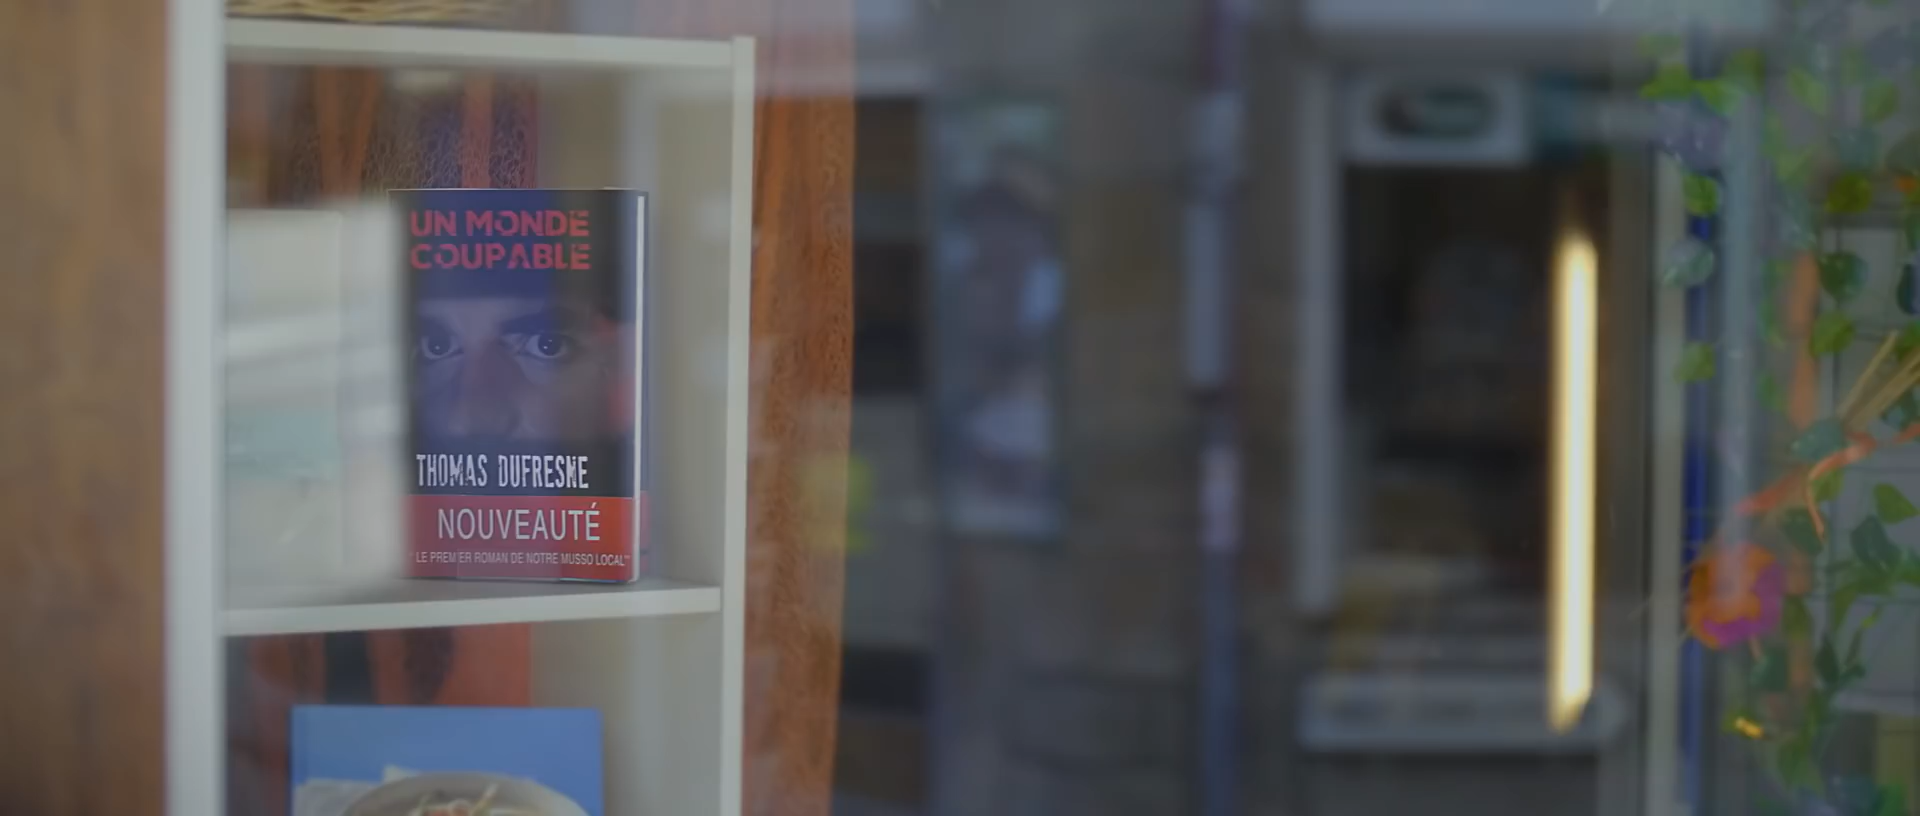 UN MONDE
COUPABLE
THOMAS DUFRESNE
NOUVEAUTÉ
"LE PREMIER ROMAN DE NOTRE MUSSO LOCAL"